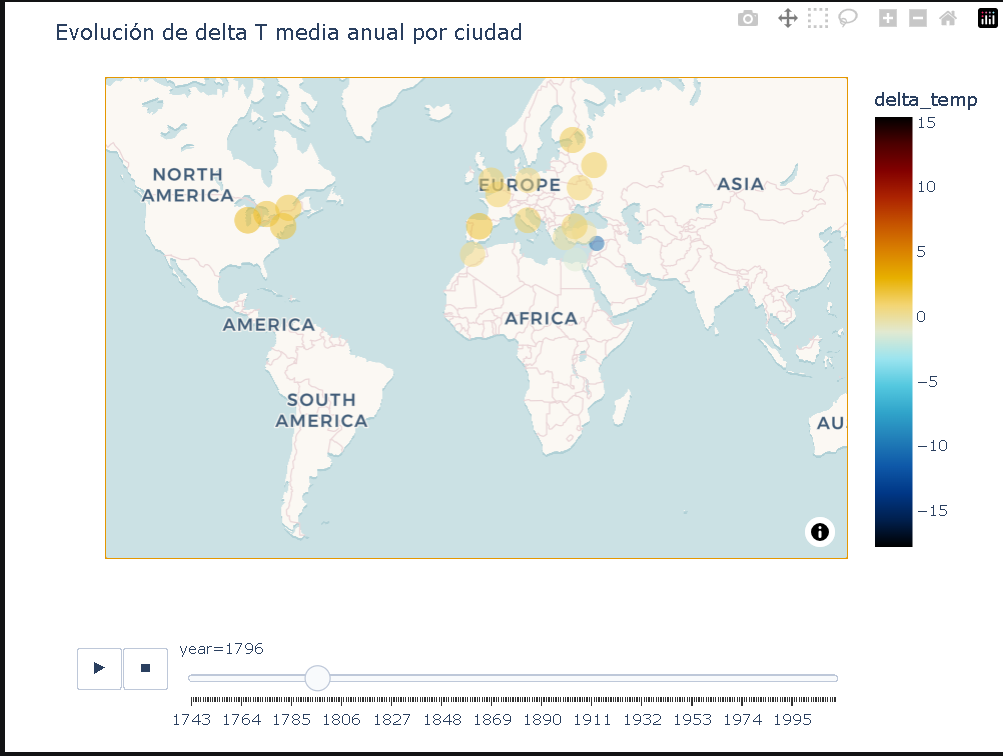 Evolución de delta T media anual por ciudad
delta_temp
15
10
5
0
−5
−10
−15
NORTH
AMERICA
EUROPE
ASIA
AFRICA
AMERICA
SOUTH
AMERICA
AU
year=1796
1743 1764 1785 1806 1827 1848 1869 1890 1911 1932 1953 1974 1995